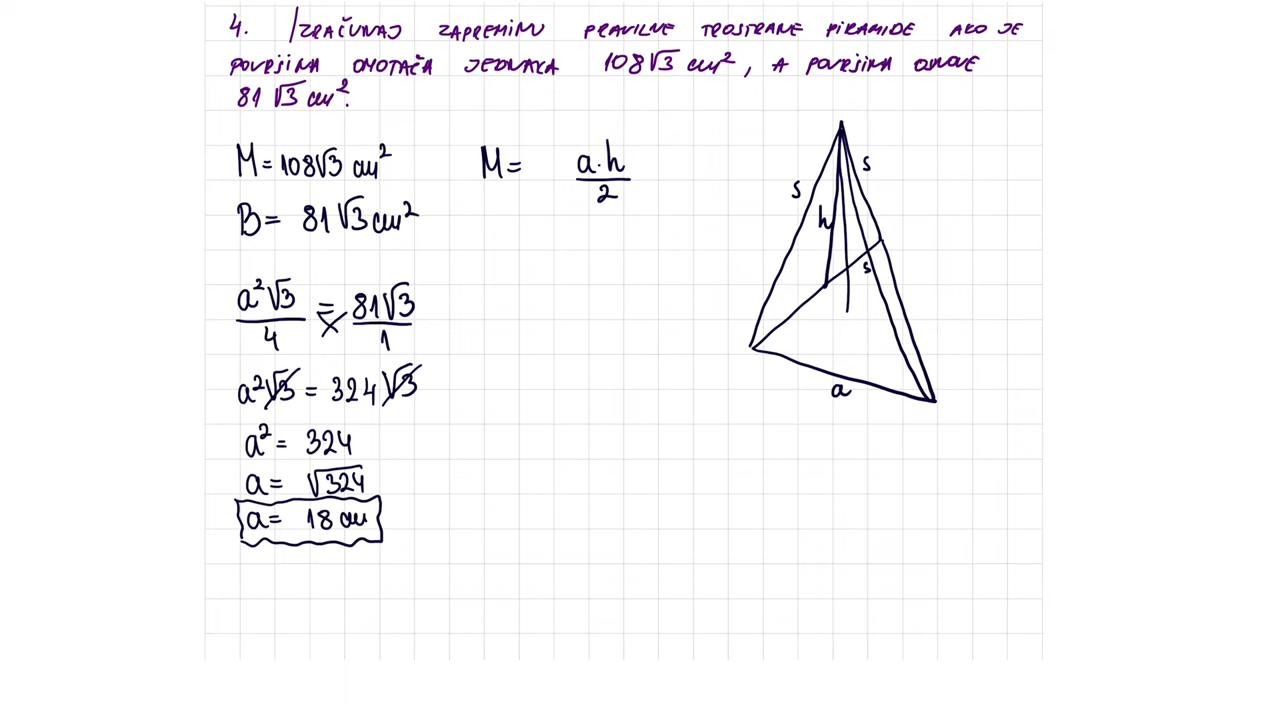 4. IZRAČUNAJ ZAPREMINU PRAVILNE TROSTRANE PIRAMIDE AKO JE
POVRŠINA OMOTAČA JEDNAKA 108√3 cm², A POVRŠINA OSNOVE
81√3 cm².
M = 108√3 cm²
B = 81√3 cm²
a²√3/4 = 81√3/1
a²√3 = 324√3
a² = 324
a = √324
a = 18 cm
M = a·h/2
s
s
h
s
a